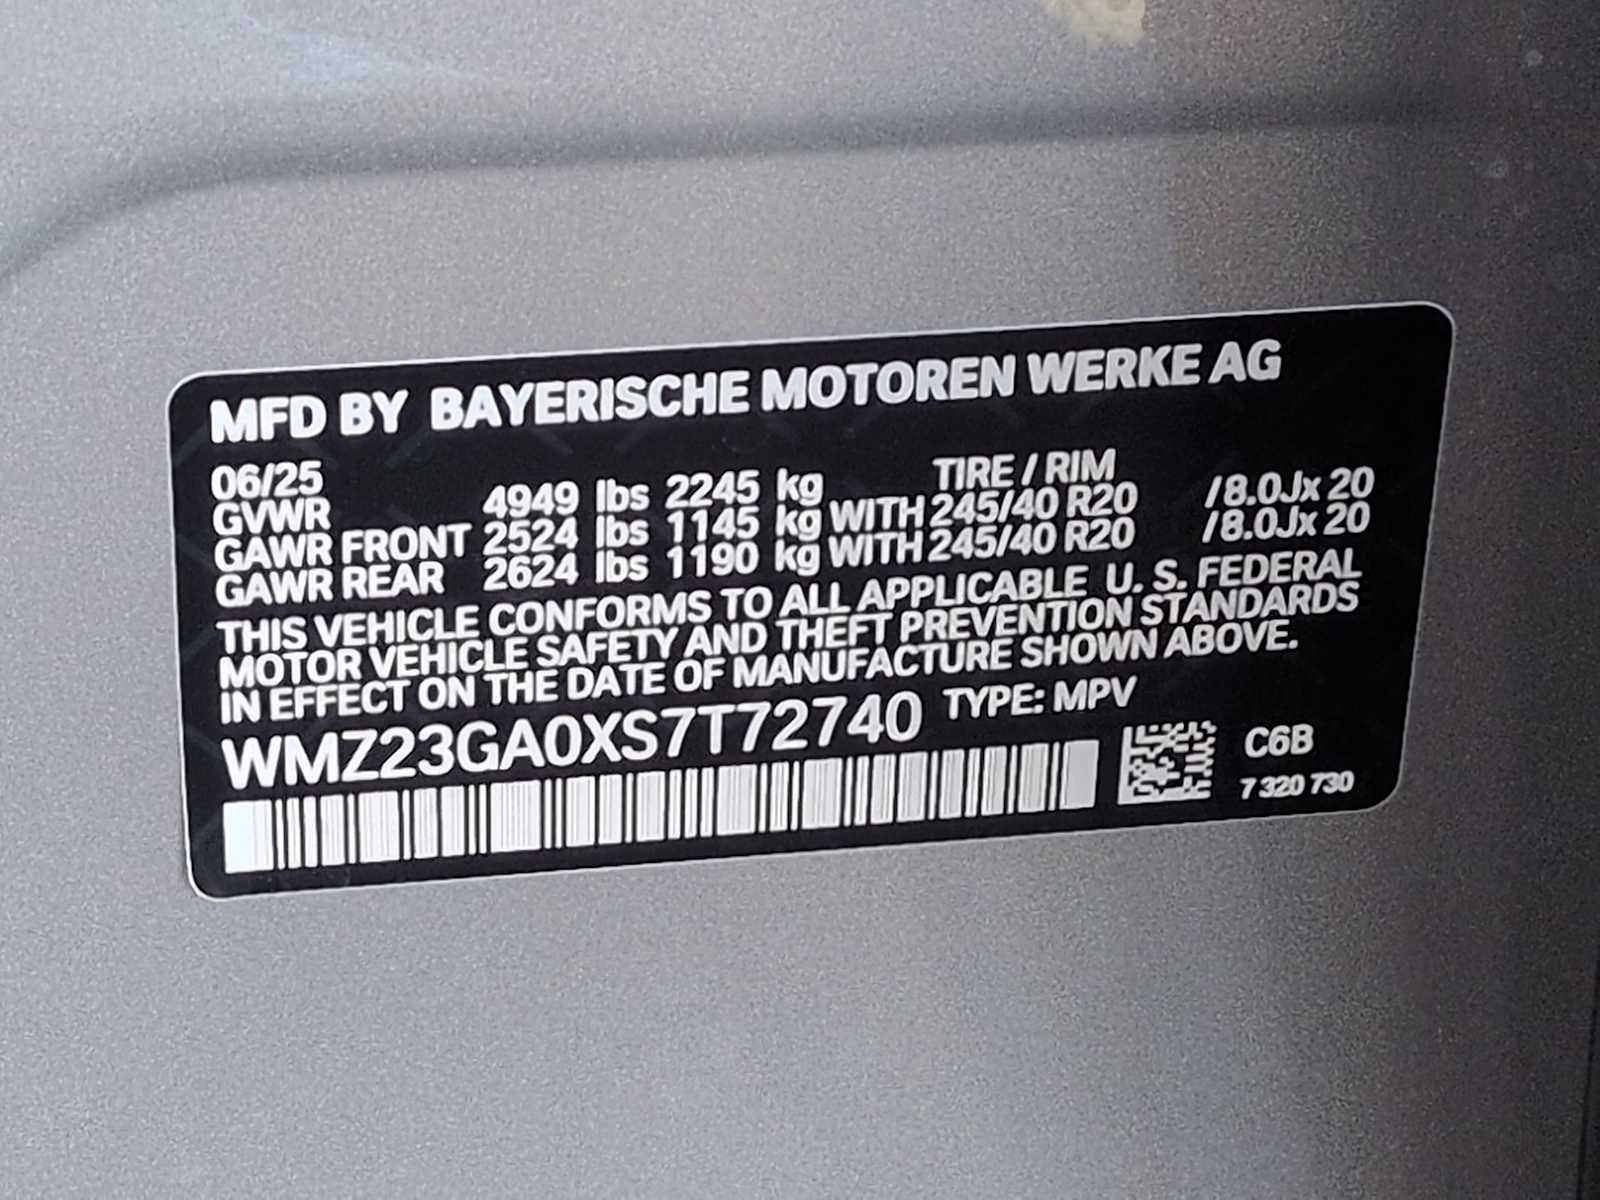 MFD BY BAYERISCHE MOTOREN WERKE AG
06/25 TIRE / RIM
GVWR 4949 lbs 2245 kg
GAWR FRONT 2524 lbs 1145 kg WITH 245/40 R20 /8.0Jx 20
GAWR REAR 2624 lbs 1190 kg WITH 245/40 R20 /8.0Jx 20
THIS VEHICLE CONFORMS TO ALL APPLICABLE U. S. FEDERAL
MOTOR VEHICLE SAFETY AND THEFT PREVENTION STANDARDS
IN EFFECT ON THE DATE OF MANUFACTURE SHOWN ABOVE.
WMZ23GA0XS7T72740 TYPE: MPV
C6B
7 320 730